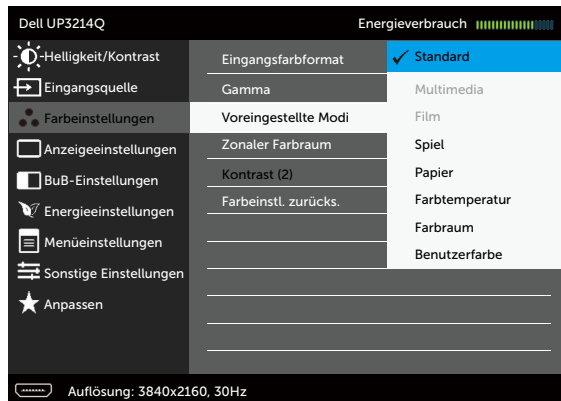 Dell UP3214Q
Energieverbrauch
Helligkeit/Kontrast
Eingangsquelle
Farbeinstellungen
Anzeigeeinstellungen
BuB-Einstellungen
Energieeinstellungen
Menüeinstellungen
Sonstige Einstellungen
Anpassen
Eingangsfarbformat
Gamma
Voreingestellte Modi
Zonaler Farbraum
Kontrast (2)
Farbeinstl. zurücks.
Standard
Multimedia
Film
Spiel
Papier
Farbtemperatur
Farbraum
Benutzerfarbe
Auflösung: 3840x2160, 30Hz